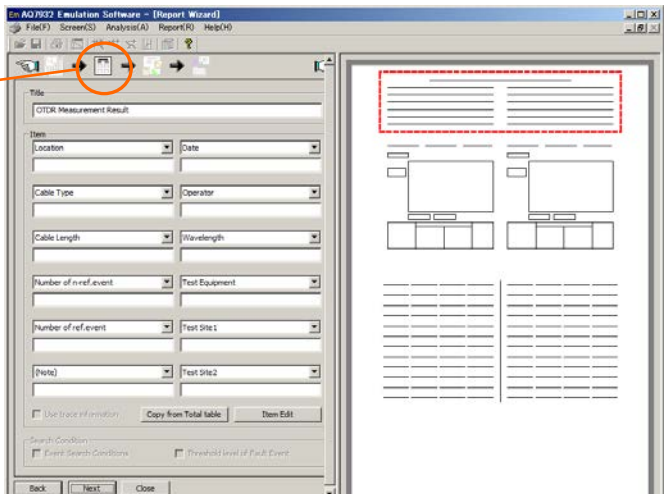 En AQ7932 Emulation Software - [Report Wizard]
File(F) Screen(S) Analysis(A) Report(R) Help(H)
Title
OTDR Measurement Result
Item
Location Date
Cable Type Operator
Cable Length Wavelength
Number of n-ref.event Test Equipment
Number of ref.event Test Site1
(Note) Test Site2
Use trace information Copy from Total table Item Edit
Search Condition
Event Search Conditions Threshold level of Fault Event
Back Next Close